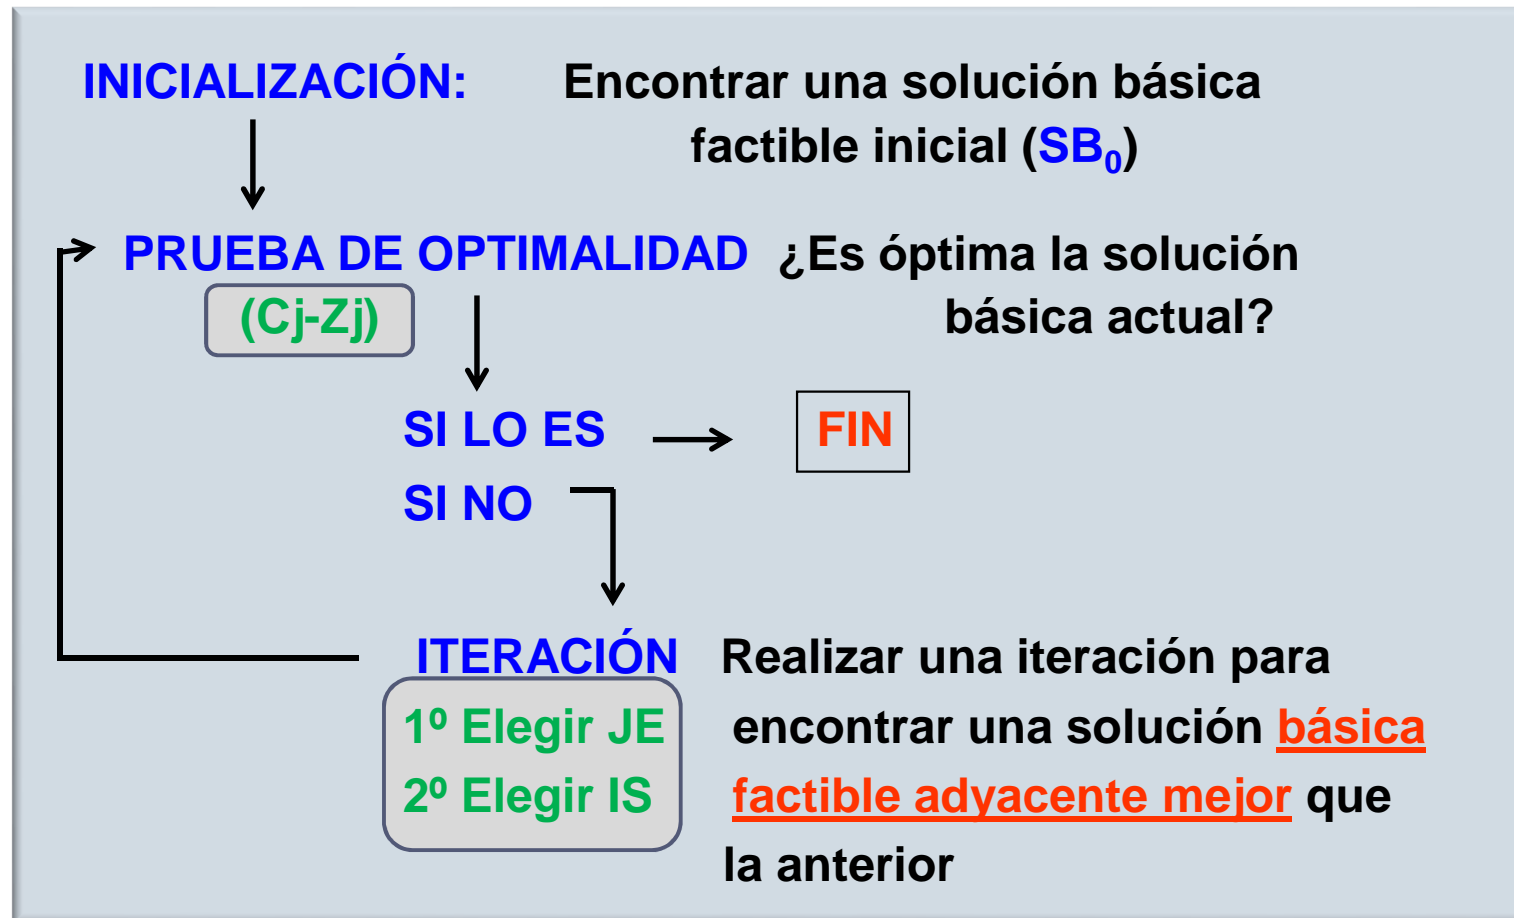 INICIALIZACIÓN: Encontrar una solución básica
factible inicial (SB₀)
PRUEBA DE OPTIMALIDAD ¿Es óptima la solución
(Cj-Zj) básica actual?
SI LO ES FIN
SI NO
ITERACIÓN Realizar una iteración para
1º Elegir JE encontrar una solución básica
2º Elegir IS factible adyacente mejor que
la anterior